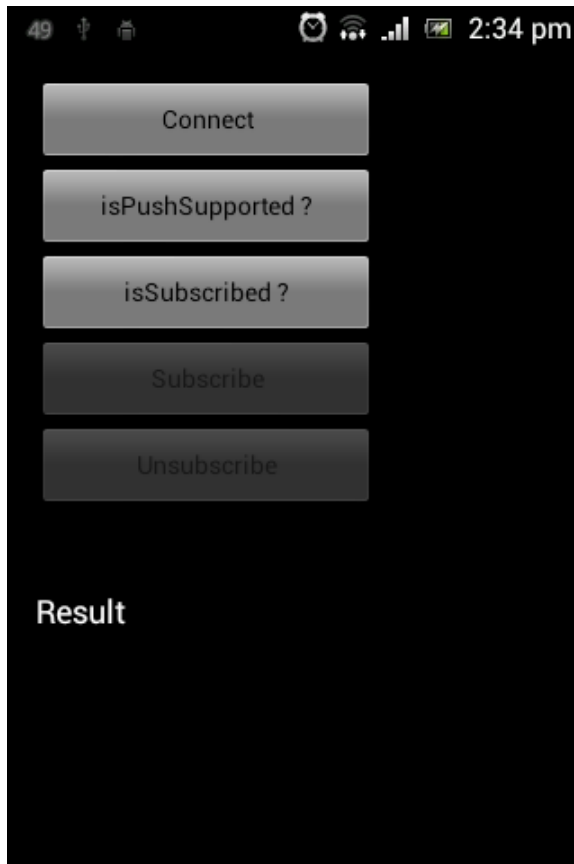 49 2:34 pm
Connect
isPushSupported ?
isSubscribed ?
Subscribe
Unsubscribe
Result